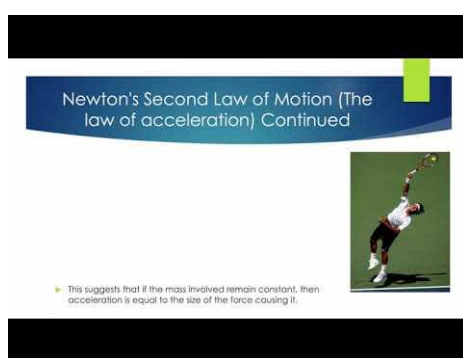 Newton's Second Law of Motion (The
law of acceleration) Continued
This suggests that if the mass involved remain constant, then
acceleration is equal to the size of the force causing it.